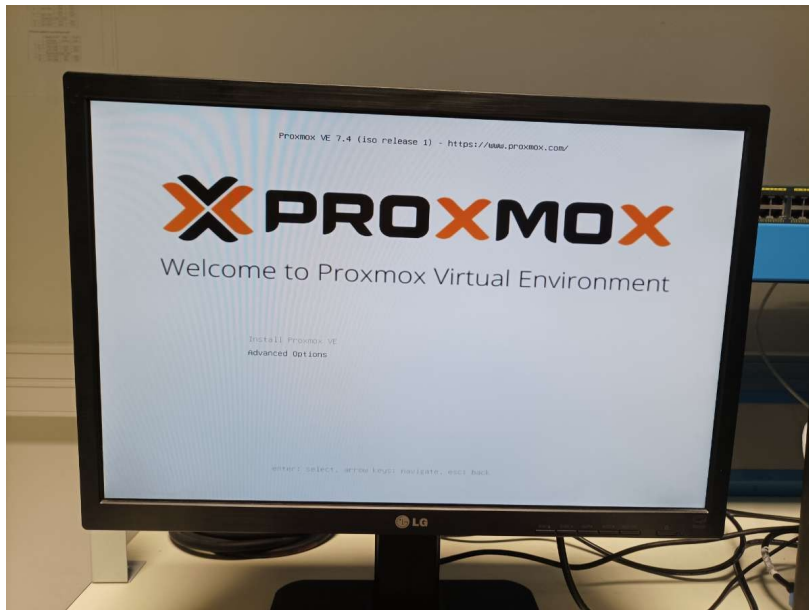 Proxmox VE 7.4 (iso release 1) - https://www.proxmox.com/
PROXMOX
Welcome to Proxmox Virtual Environment
Install Proxmox VE
Advanced Options
enter: select, arrow keys: navigate, esc: back
LG